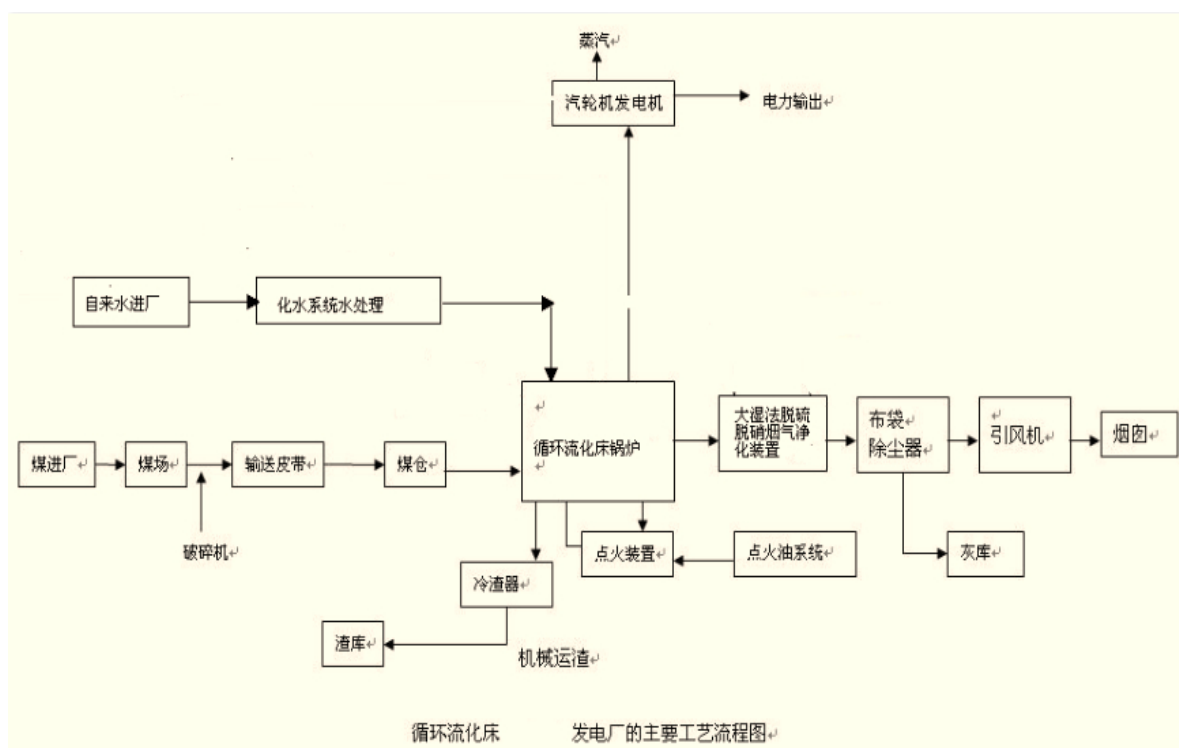 蒸汽
汽轮机发电机
电力输出
自来水进厂
化水系统水处理
循环流化床锅炉
大湿法脱硫
脱硝烟气净
化装置
布袋
除尘器
引风机
烟囱
煤进厂
煤场
输送皮带
煤仓
破碎机
点火装置
点火油系统
灰库
冷渣器
渣库
机械运渣
循环流化床 发电厂的主要工艺流程图